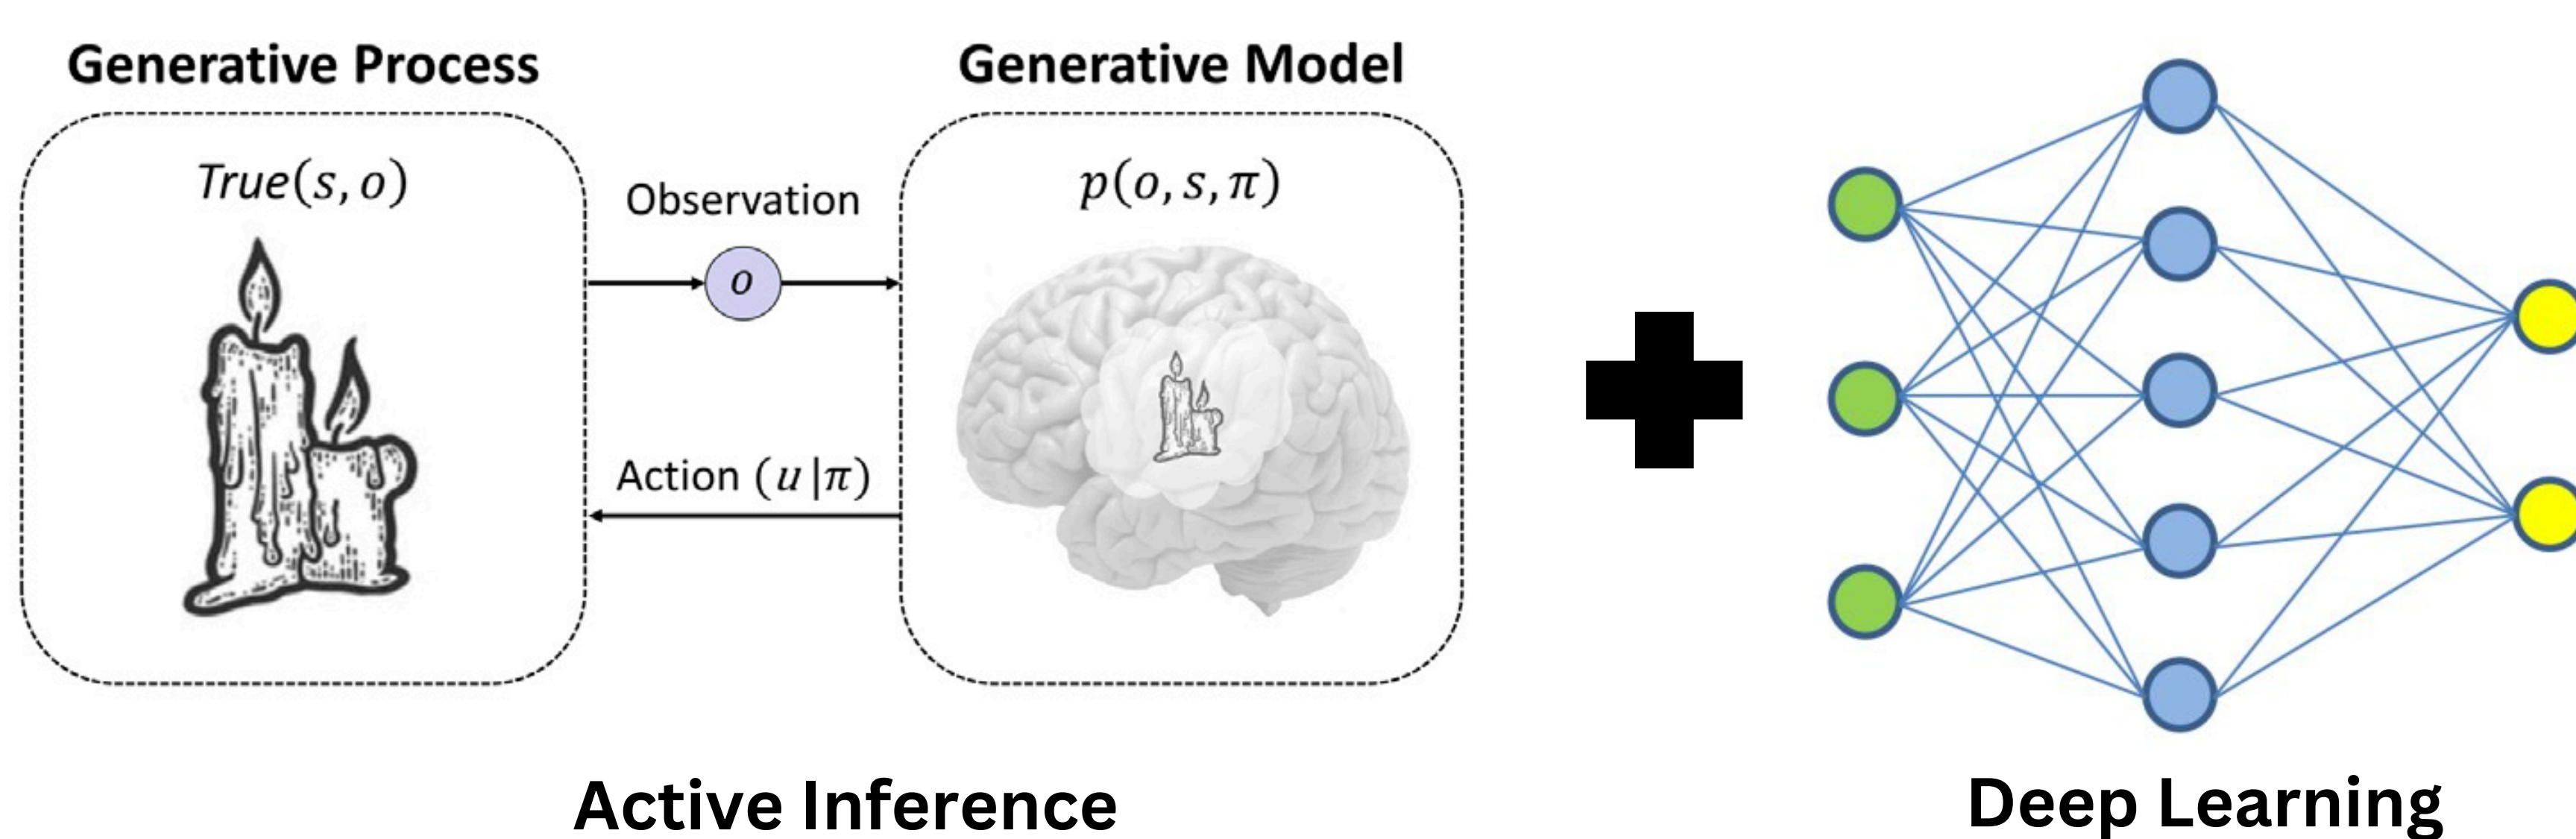 Generative Process
Generative Model
True(s, o)
p(o, s, π)
Observation
o
Action (u|π)
Active Inference
Deep Learning